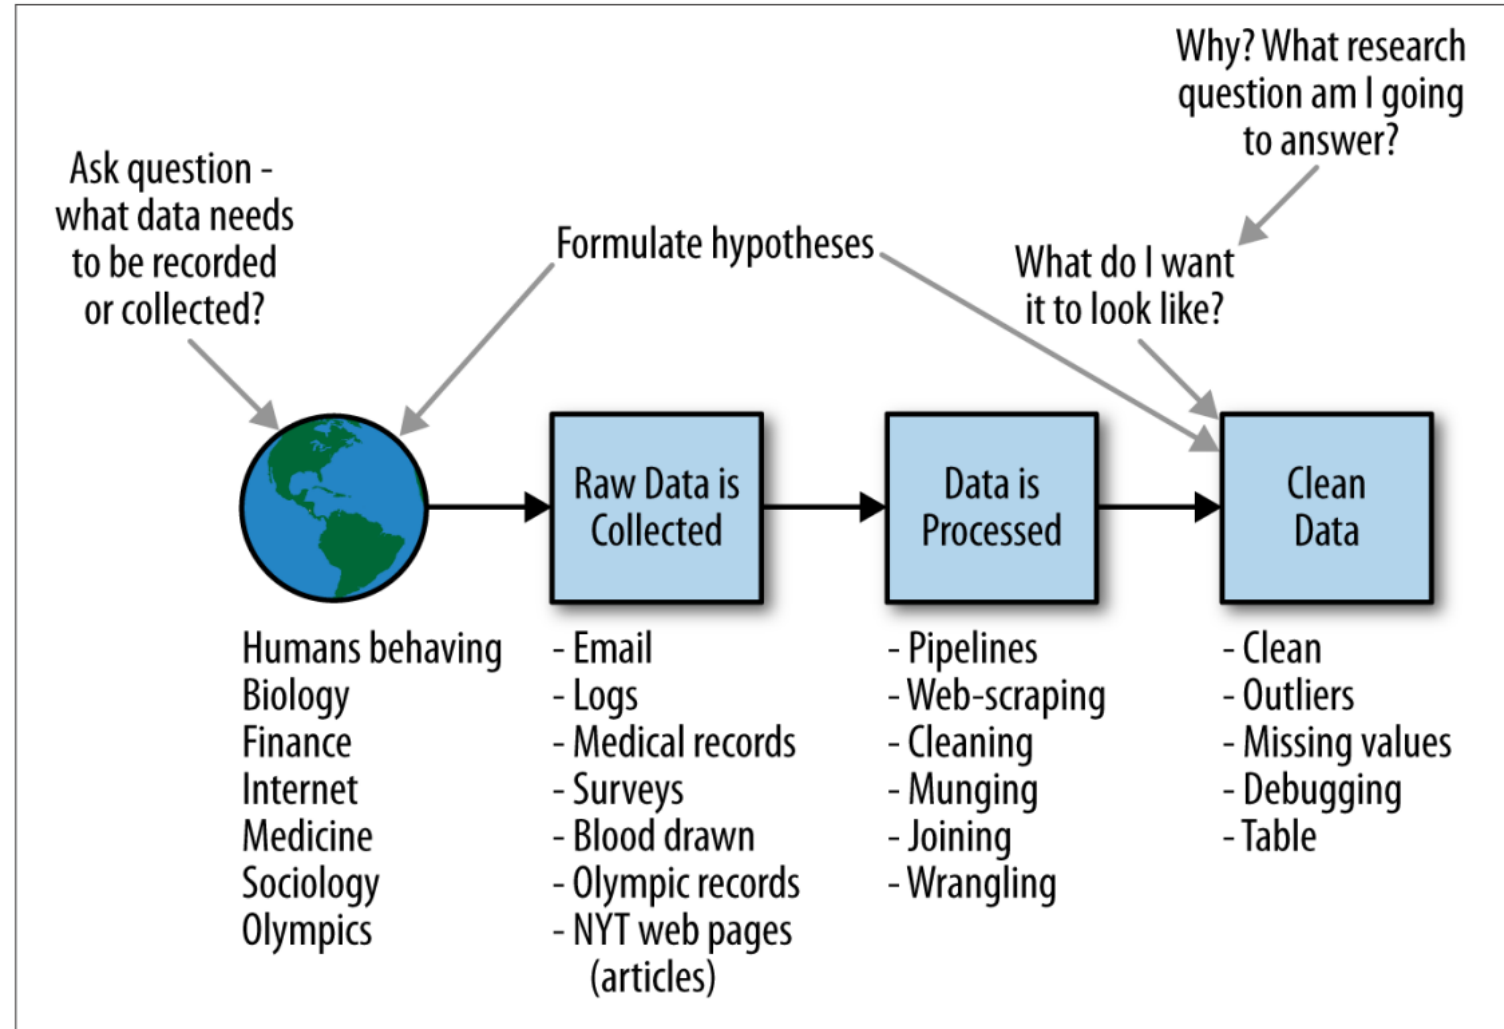 Why? What research
question am I going
to answer?
Ask question -
what data needs
to be recorded
or collected?
Formulate hypotheses
What do I want
it to look like?
Raw Data is
Collected
Data is
Processed
Clean
Data
Humans behaving
Biology
Finance
Internet
Medicine
Sociology
Olympics
- Email
- Logs
- Medical records
- Surveys
- Blood drawn
- Olympic records
- NYT web pages
(articles)
- Pipelines
- Web-scraping
- Cleaning
- Munging
- Joining
- Wrangling
- Clean
- Outliers
- Missing values
- Debugging
- Table